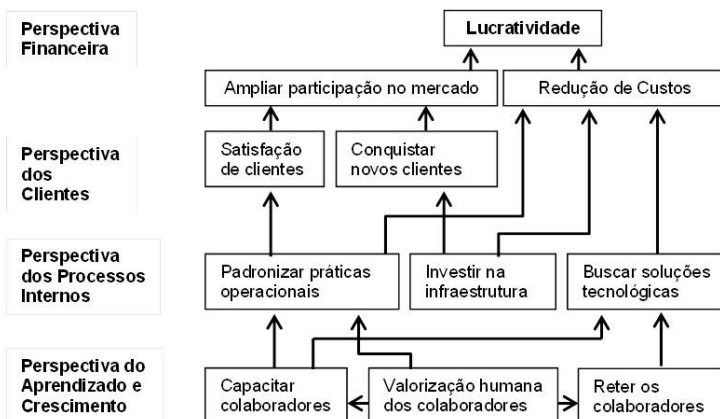 Perspectiva
Financeira
Lucratividade
Ampliar participação no mercado
Redução de Custos
Perspectiva
dos
Clientes
Satisfação
de clientes
Conquistar
novos clientes
Perspectiva
dos Processos
Internos
Padronizar práticas
operacionais
Investir na
infraestrutura
Buscar soluções
tecnológicas
Perspectiva do
Aprendizado e
Crescimento
Capacitar
colaboradores
Valorização humana
dos colaboradores
Reter os
colaboradores